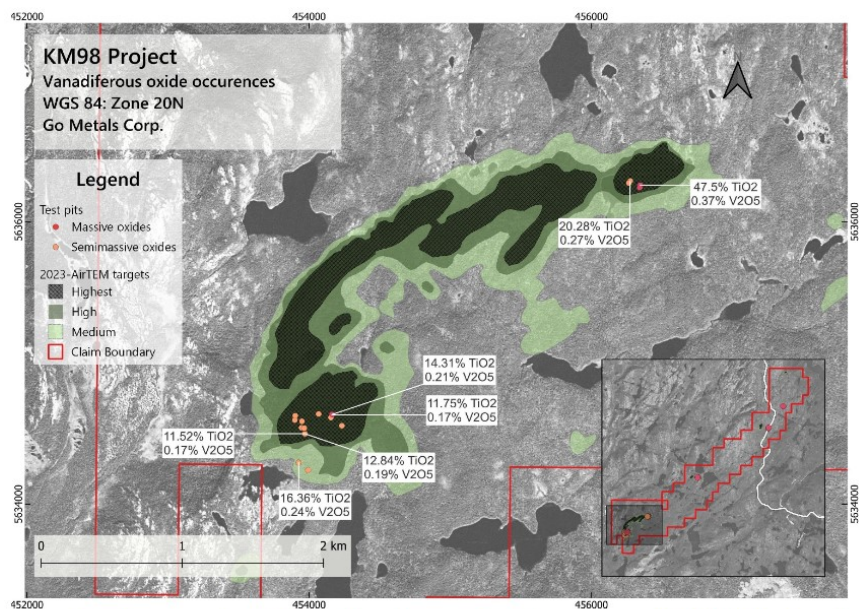 452000
454000
456000
KM98 Project
Vanadiferous oxide occurences
WGS 84: Zone 20N
Go Metals Corp.
Legend
Test pits
Massive oxides
Semimassive oxides
2023-AirTEM targets
Highest
High
Medium
Claim Boundary
5636000
5636000
47.5% TiO2
0.37% V2O5
20.28% TiO2
0.27% V2O5
14.31% TiO2
0.21% V2O5
11.75% TiO2
0.17% V2O5
11.52% TiO2
0.17% V2O5
12.84% TiO2
0.19% V2O5
16.36% TiO2
0.24% V2O5
5634000
5634000
0 1 2 km
452000
454000
456000